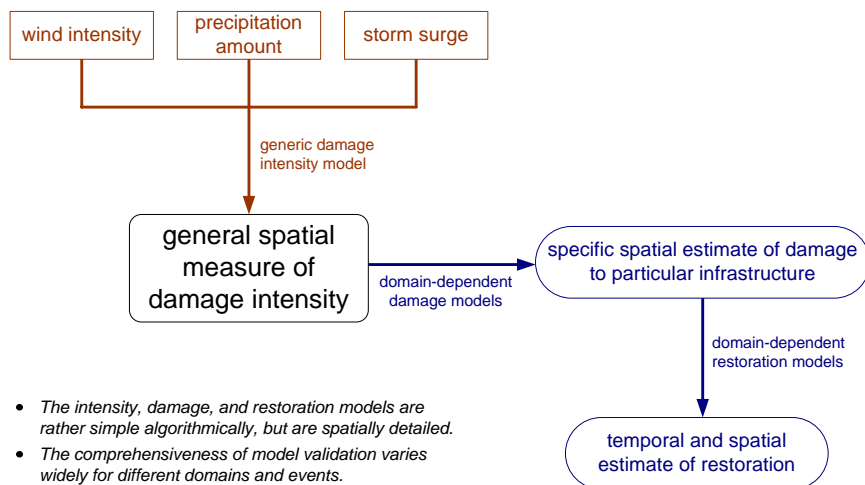 wind intensity
precipitation
amount
storm surge
generic damage
intensity model
general spatial
measure of
damage intensity
domain-dependent
damage models
specific spatial estimate of damage
to particular infrastructure
domain-dependent
restoration models
temporal and spatial
estimate of restoration
• The intensity, damage, and restoration models are
rather simple algorithmically, but are spatially detailed.
• The comprehensiveness of model validation varies
widely for different domains and events.